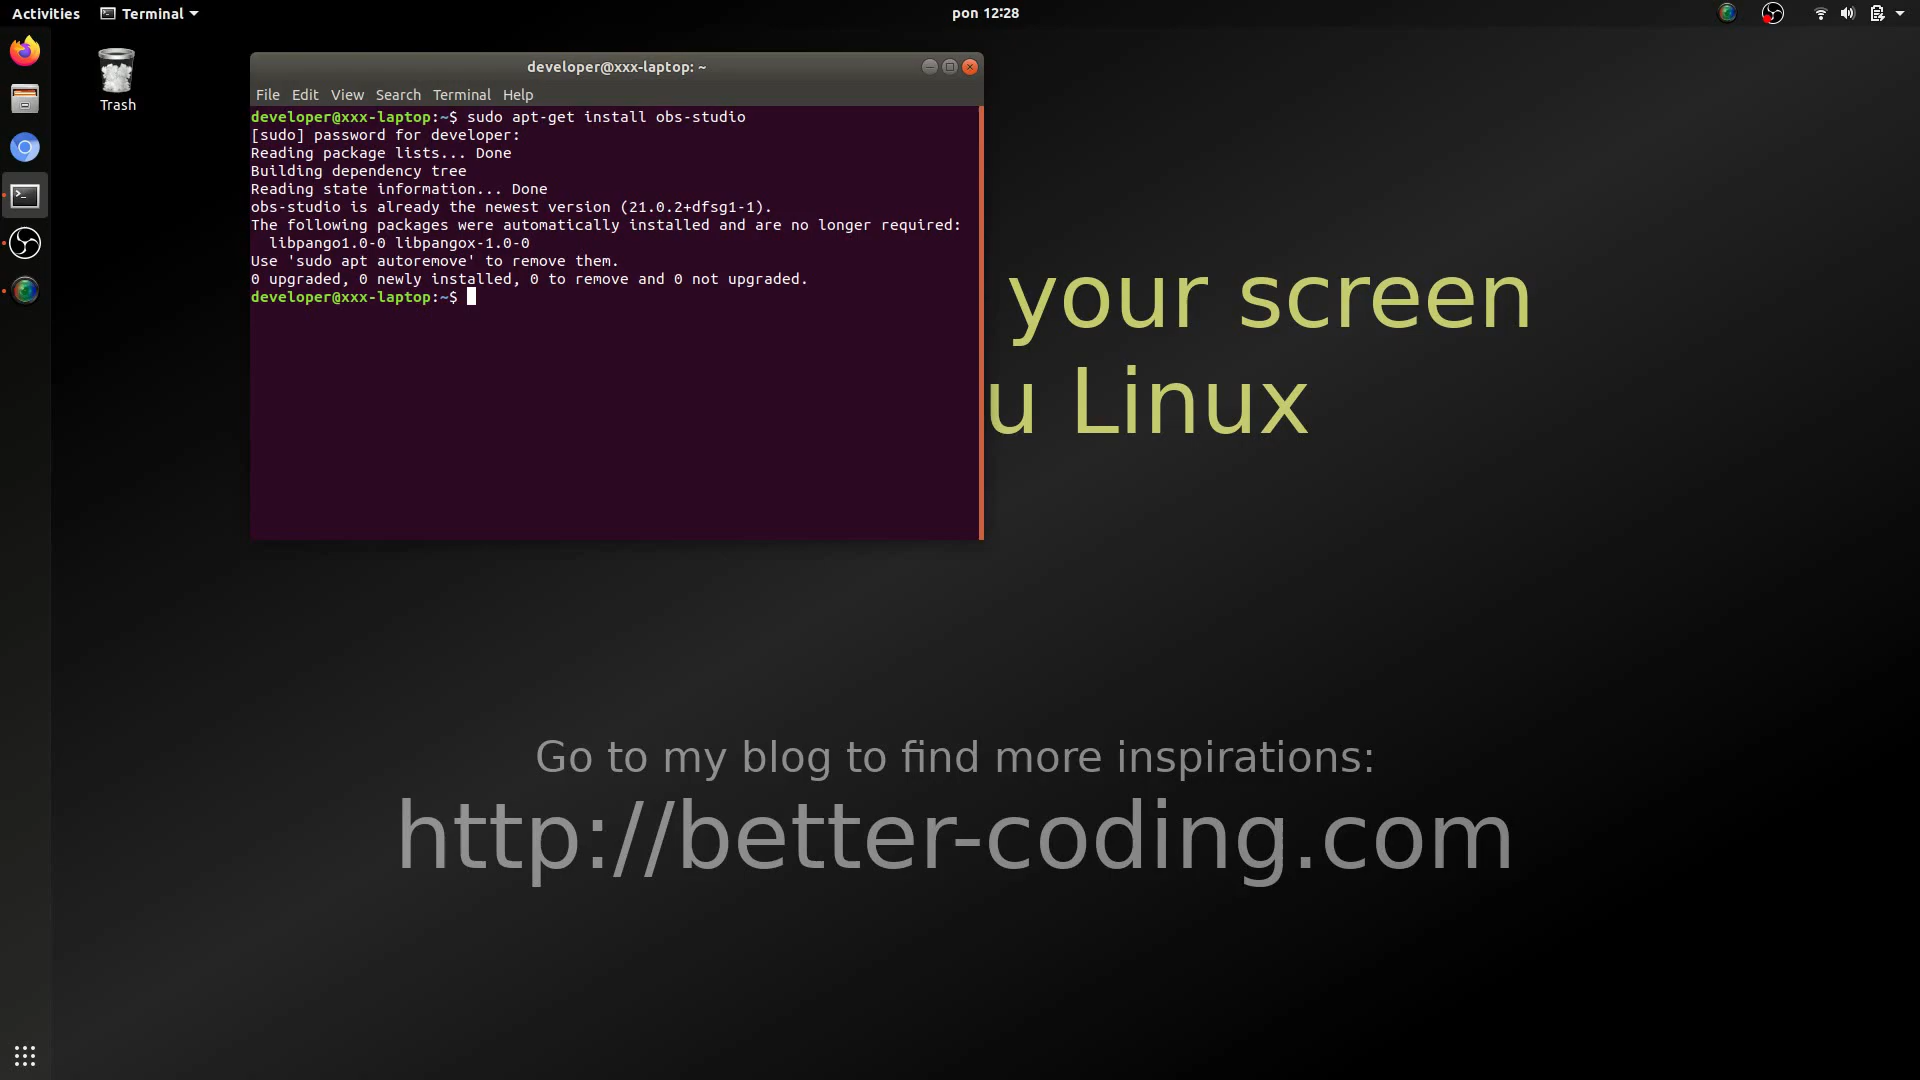 Activities Terminal pon 12:28
Trash
developer@xxx-laptop: ~
File Edit View Search Terminal Help
developer@xxx-laptop:~$ sudo apt-get install obs-studio
[sudo] password for developer:
Reading package lists... Done
Building dependency tree
Reading state information... Done
obs-studio is already the newest version (21.0.2+dfsg1-1).
The following packages were automatically installed and are no longer required:
  libpango1.0-0 libpangox-1.0-0
Use 'sudo apt autoremove' to remove them.
0 upgraded, 0 newly installed, 0 to remove and 0 not upgraded.
developer@xxx-laptop:~$
your screen
u Linux
Go to my blog to find more inspirations:
http://better-coding.com